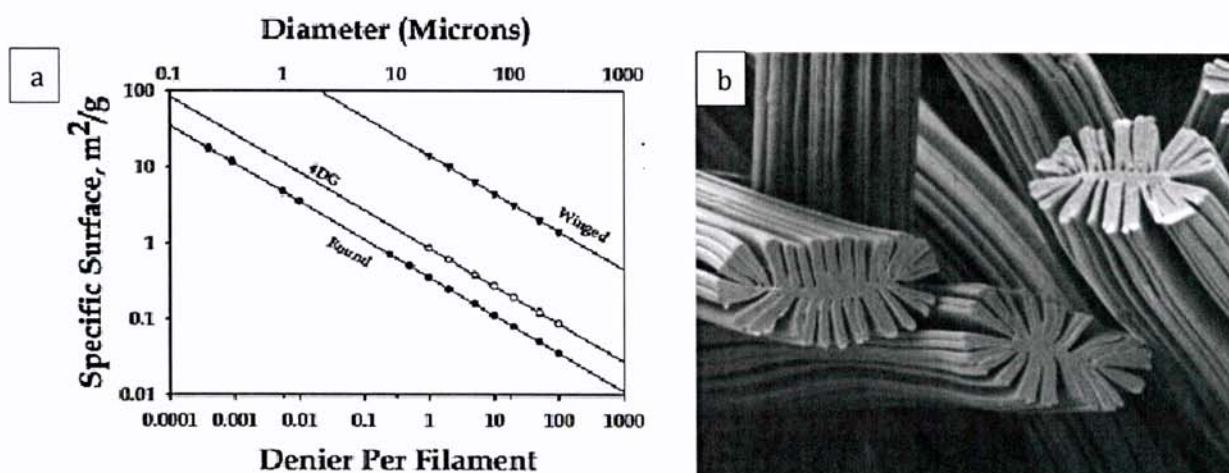 a
Diameter (Microns)
0.1 1 10 100 1000
Specific Surface, m²/g
100
10
1
0.1
0.01
4DG
Round
Winged
0.0001 0.001 0.01 0.1 1 10 100 1000
Denier Per Filament
b